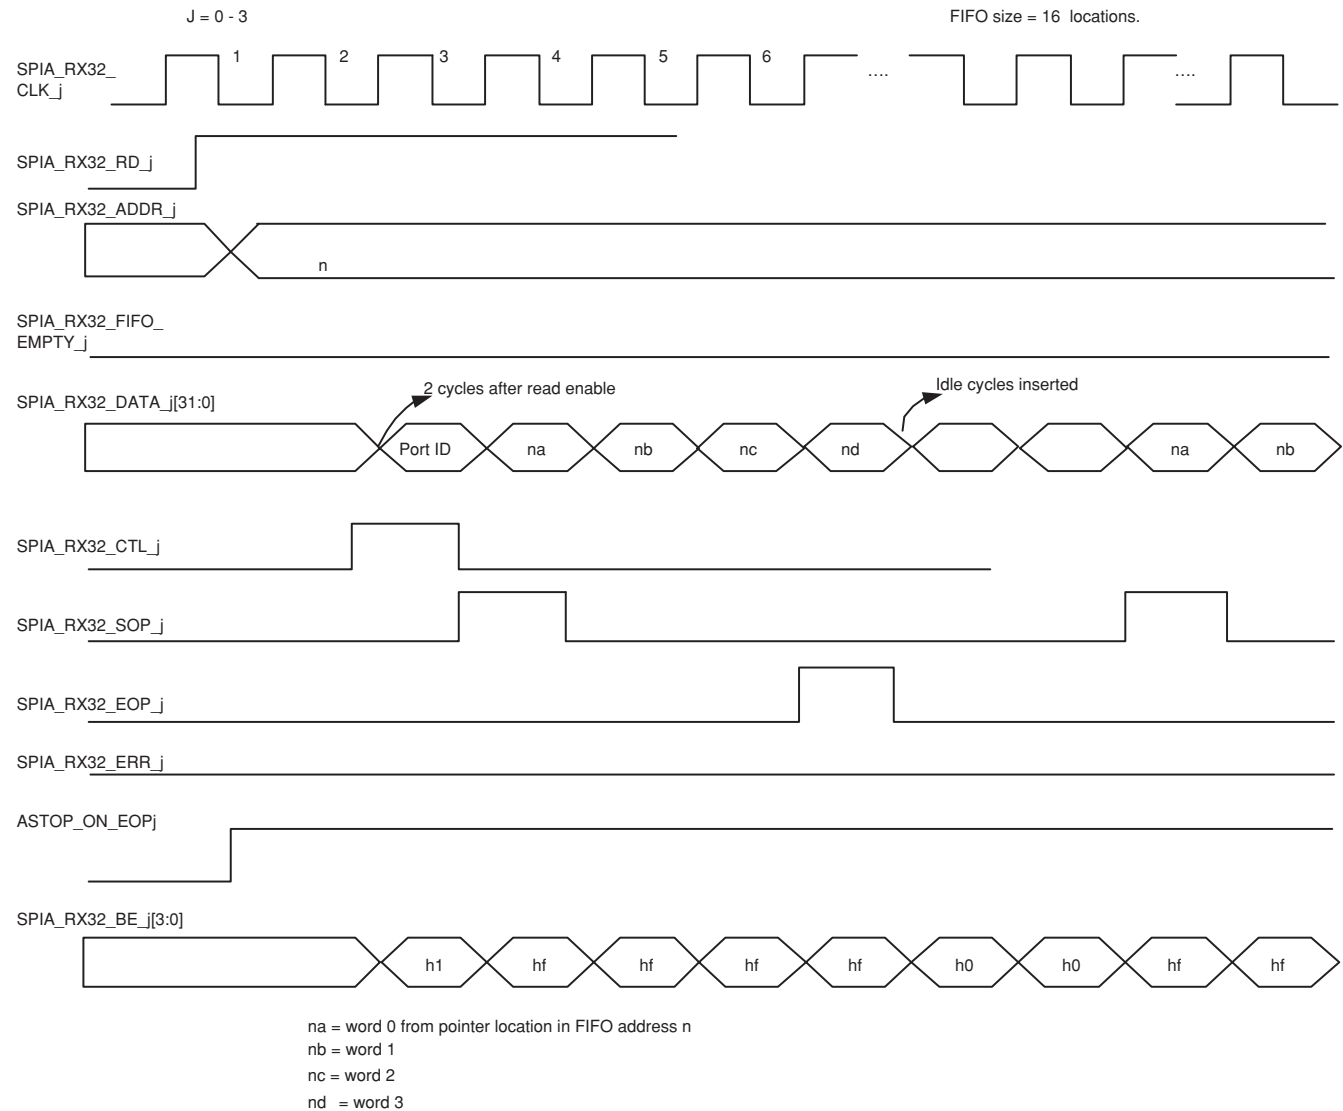 J = 0 - 3
FIFO size = 16 locations.
1 2 3 4 5 6
SPIA_RX32_
CLK_j
.... ....
SPIA_RX32_RD_j
SPIA_RX32_ADDR_j
n
SPIA_RX32_FIFO_
EMPTY_j
2 cycles after read enable
Idle cycles inserted
SPIA_RX32_DATA_j[31:0]
Port ID na nb nc nd na nb
SPIA_RX32_CTL_j
SPIA_RX32_SOP_j
SPIA_RX32_EOP_j
SPIA_RX32_ERR_j
ASTOP_ON_EOPj
SPIA_RX32_BE_j[3:0]
h1 hf hf hf hf h0 h0 hf hf
na = word 0 from pointer location in FIFO address n
nb = word 1
nc = word 2
nd = word 3